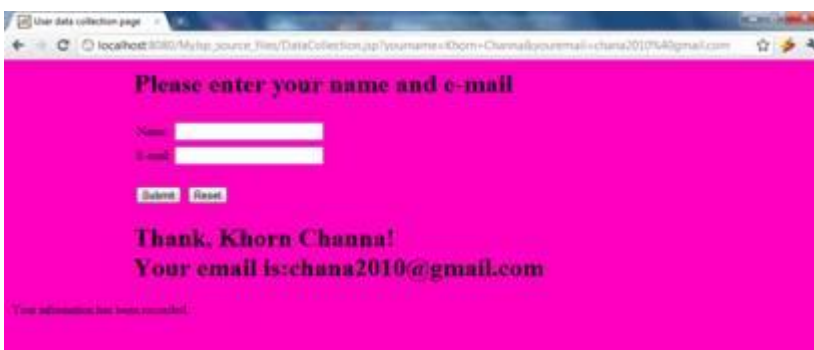 User data collection page
localhost:8080/MyJsp_source_files/DataCollection.jsp?yourname=Khorn+Channa&youremail=chana2010%40gmail.com
Please enter your name and e-mail
Name:
E-mail:
Submit Reset
Thank, Khorn Channa!
Your email is:chana2010@gmail.com
Your information has been recorded.